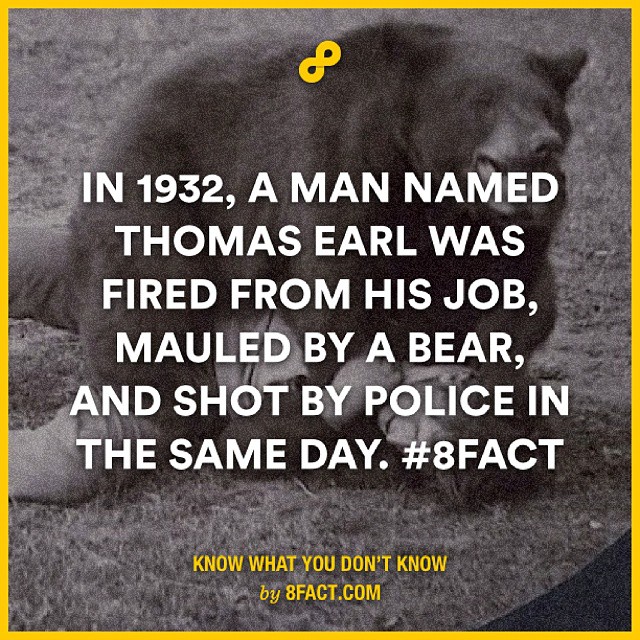 IN 1932, A MAN NAMED
THOMAS EARL WAS
FIRED FROM HIS JOB,
MAULED BY A BEAR,
AND SHOT BY POLICE IN
THE SAME DAY. #8FACT
KNOW WHAT YOU DON'T KNOW
by 8FACT.COM